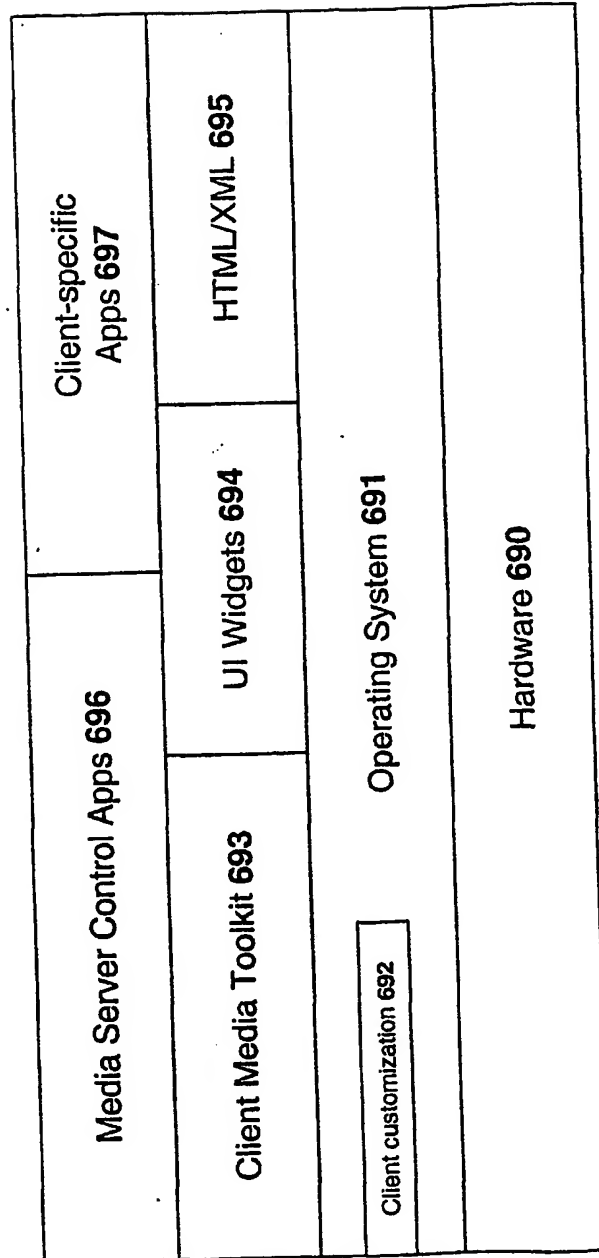 Media Server Control Apps 696
Client-specific
Apps 697
Client Media Toolkit 693
UI Widgets 694
HTML/XML 695
Client customization 692
Operating System 691
Hardware 690